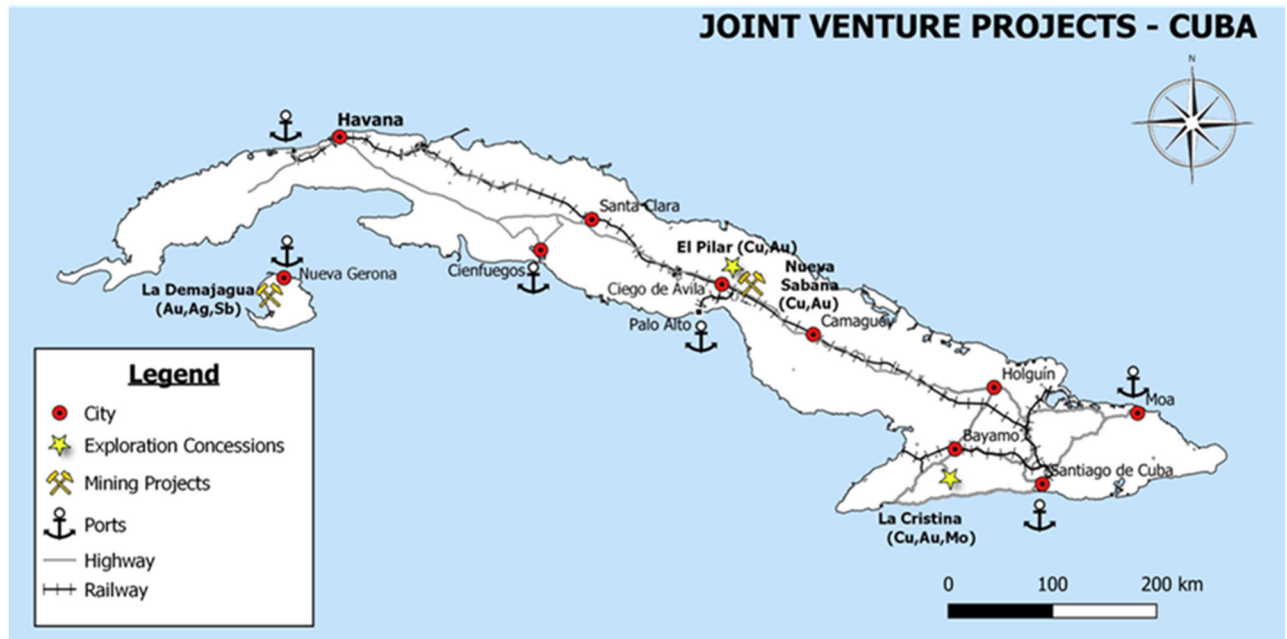 JOINT VENTURE PROJECTS - CUBA
N
Havana
Santa Clara
El Pilar (Cu,Au)
Nueva
Sabana
(Cu,Au)
Cienfuegos
Ciego de Avila
Nueva Gerona
La Demajagua
(Au,Ag,Sb)
Palo Alto
Camaguey
Holguín
Moa
Bayamo
Santiago de Cuba
La Cristina
(Cu,Au,Mo)
Legend
City
Exploration Concessions
Mining Projects
Ports
Highway
Railway
0 100 200 km